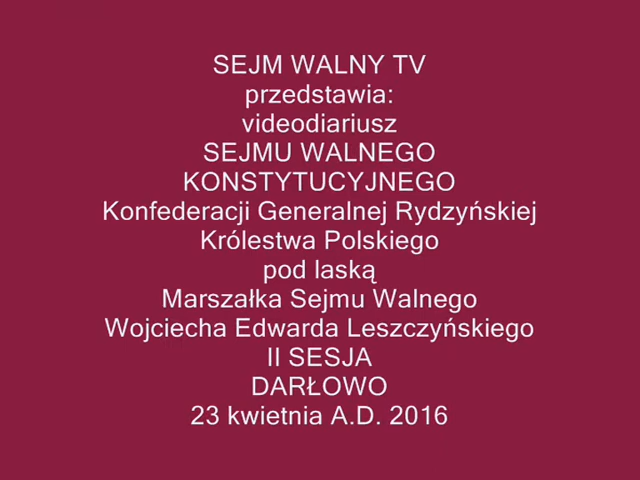 SEJM WALNY TV
przedstawia:
videodiariusz
SEJMU WALNEGO
KONSTYTUCYJNEGO
Konfederacji Generalnej Rydzyńskiej
Królestwa Polskiego
pod laską
Marszałka Sejmu Walnego
Wojciecha Edwarda Leszczyńskiego
II SESJA
DARŁOWO
23 kwietnia A.D. 2016